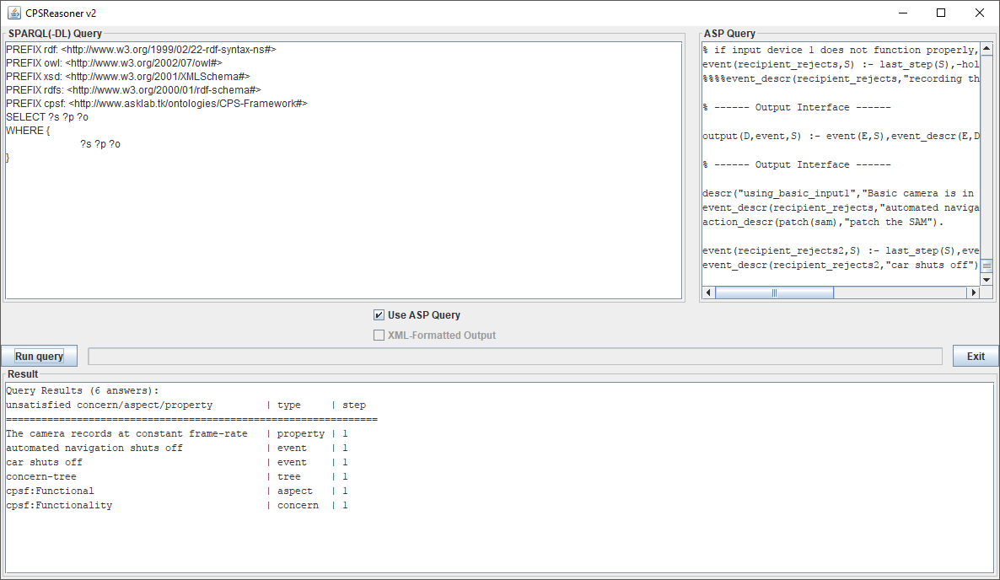 CPSReasoner v2
SPARQL(-DL) Query
PREFIX rdf: <http://www.w3.org/1999/02/22-rdf-syntax-ns#>
PREFIX owl: <http://www.w3.org/2002/07/owl#>
PREFIX xsd: <http://www.w3.org/2001/XMLSchema#>
PREFIX rdfs: <http://www.w3.org/2000/01/rdf-schema#>
PREFIX cpsf: <http://www.asklab.tk/ontologies/CPS-Framework#>
SELECT ?s ?p ?o
WHERE {
?s ?p ?o
}
ASP Query
% if input device 1 does not function properly,
event(recipient_rejects,S) :- last_step(S),-hol
%%%%event_descr(recipient_rejects,"recording th
% ------ Output Interface ------
output(D,event,S) :- event(E,S),event_descr(E,D
% ------ Output Interface ------
descr("using_basic_input1","Basic camera is in
event_descr(recipient_rejects,"automated naviga
action_descr(patch(sam),"patch the SAM").
event(recipient_rejects2,S) :- last_step(S),eve
event_descr(recipient_rejects2,"car shuts off")
Use ASP Query
XML-Formatted Output
Run query
Exit
Result
Query Results (6 answers):
unsatisfied concern/aspect/property | type | step
===============================================================
The camera records at constant frame-rate | property | 1
automated navigation shuts off | event | 1
car shuts off | event | 1
concern-tree | tree | 1
cpsf:Functional | aspect | 1
cpsf:Functionality | concern | 1